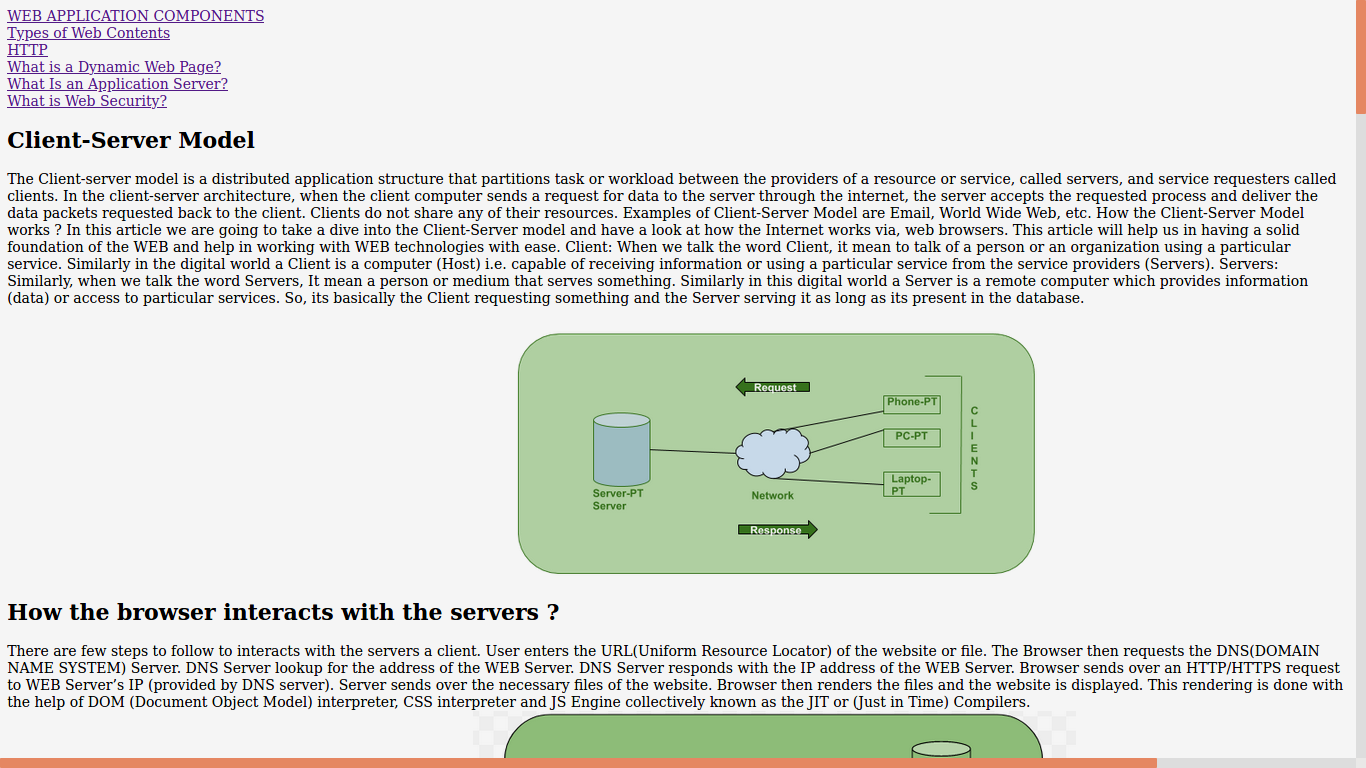 WEB APPLICATION COMPONENTS
Types of Web Contents
HTTP
What is a Dynamic Web Page?
What Is an Application Server?
What is Web Security?
Client-Server Model
The Client-server model is a distributed application structure that partitions task or workload between the providers of a resource or service, called servers, and service requesters called
clients. In the client-server architecture, when the client computer sends a request for data to the server through the internet, the server accepts the requested process and deliver the
data packets requested back to the client. Clients do not share any of their resources. Examples of Client-Server Model are Email, World Wide Web, etc. How the Client-Server Model
works ? In this article we are going to take a dive into the Client-Server model and have a look at how the Internet works via, web browsers. This article will help us in having a solid
foundation of the WEB and help in working with WEB technologies with ease. Client: When we talk the word Client, it mean to talk of a person or an organization using a particular
service. Similarly in the digital world a Client is a computer (Host) i.e. capable of receiving information or using a particular service from the service providers (Servers). Servers:
Similarly, when we talk the word Servers, It mean a person or medium that serves something. Similarly in this digital world a Server is a remote computer which provides information
(data) or access to particular services. So, its basically the Client requesting something and the Server serving it as long as its present in the database.
Request
Phone-PT
PC-PT
Laptop-
PT
CLIENTS
Server-PT
Server
Network
Response
How the browser interacts with the servers ?
There are few steps to follow to interacts with the servers a client. User enters the URL(Uniform Resource Locator) of the website or file. The Browser then requests the DNS(DOMAIN
NAME SYSTEM) Server. DNS Server lookup for the address of the WEB Server. DNS Server responds with the IP address of the WEB Server. Browser sends over an HTTP/HTTPS request
to WEB Server’s IP (provided by DNS server). Server sends over the necessary files of the website. Browser then renders the files and the website is displayed. This rendering is done with
the help of DOM (Document Object Model) interpreter, CSS interpreter and JS Engine collectively known as the JIT or (Just in Time) Compilers.